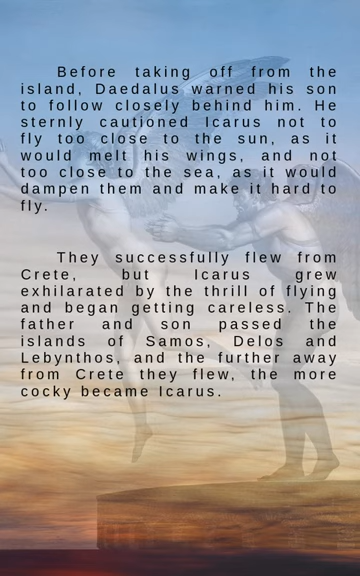 Before taking off from the
island, Daedalus warned his son
to follow closely behind him. He
sternly cautioned Icarus not to
fly too close to the sun, as it
would melt his wings, and not
too close to the sea, as it would
dampen them and make it hard to
fly.
They successfully flew from
Crete, but Icarus grew
exhilarated by the thrill of flying
and began getting careless. The
father and son passed the
islands of Samos, Delos and
Lebynthos, and the further away
from Crete they flew, the more
cocky became Icarus.